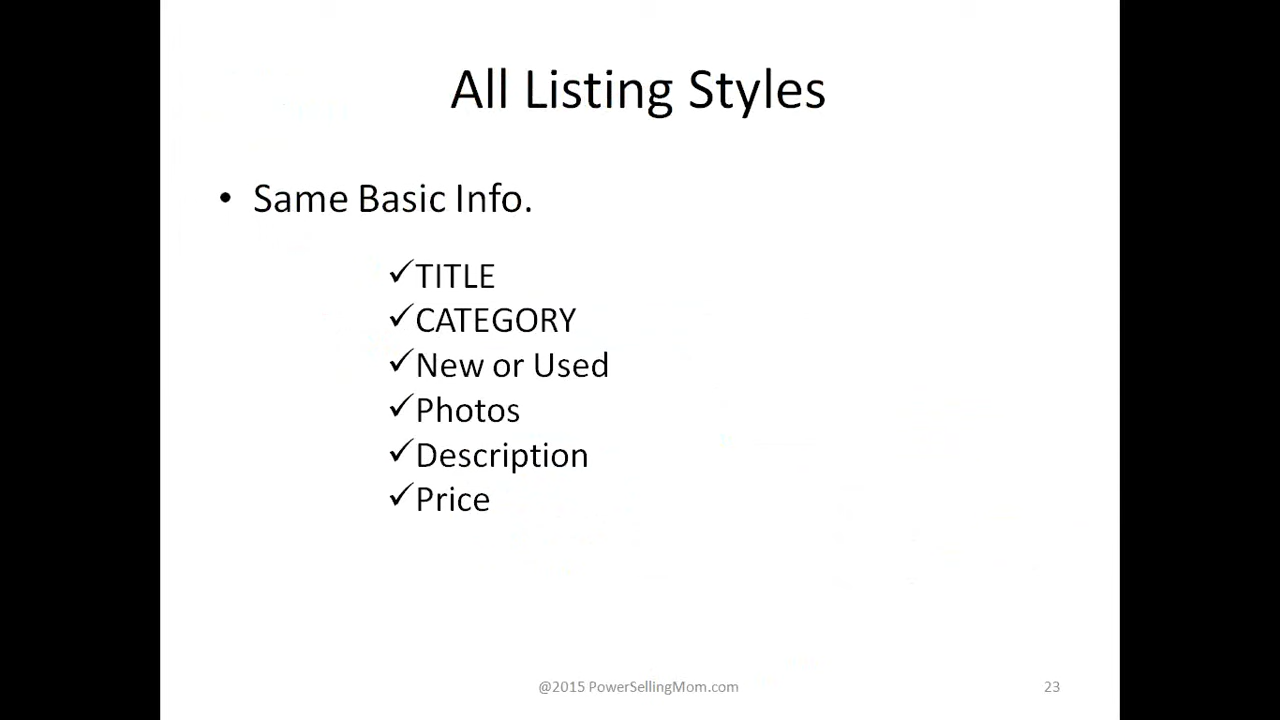 All Listing Styles
• Same Basic Info.
✓TITLE
✓CATEGORY
✓New or Used
✓Photos
✓Description
✓Price
@2015 PowerSellingMom.com
23